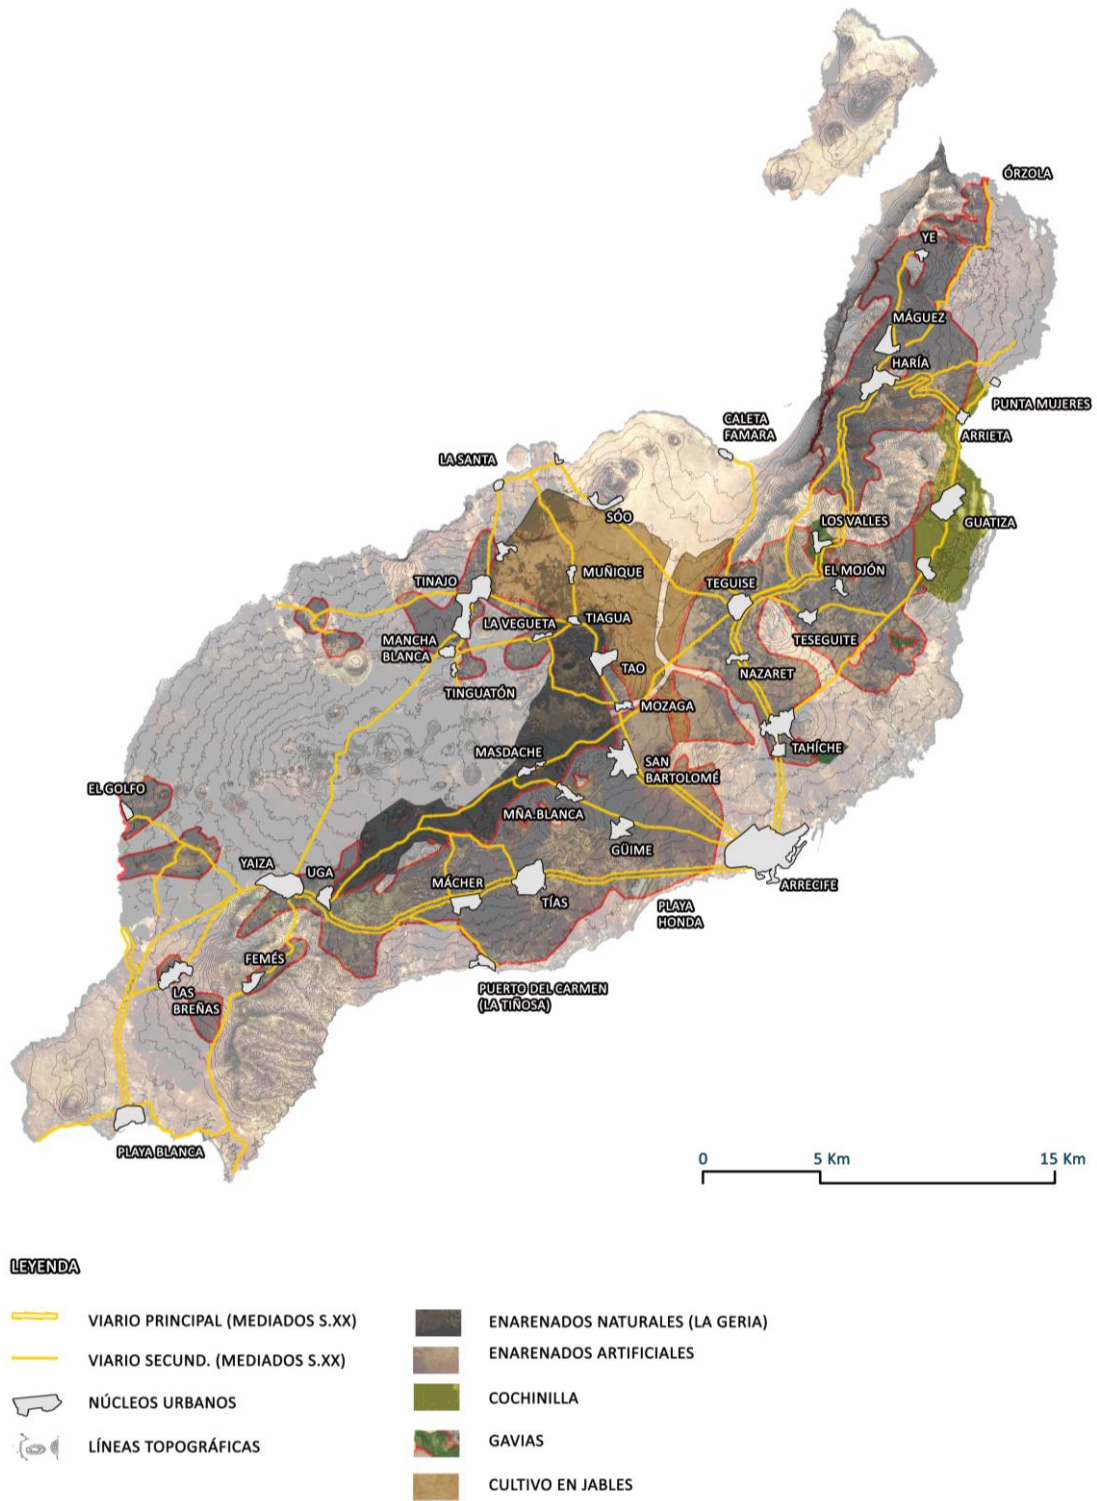 ÓRZOLA
YE
MÁGUEZ
HARÍA
PUNTA MUJERES
CALETA
FAMARA
ARRIETA
LA SANTA
SÓO
LOS VALLES
GUATIZA
MUÑIQUE
EL MOJÓN
TINAJO
TEGUISE
LA VEGUETA
TIAGUA
MANCHA
BLANCA
TESEGUITE
TAO
NAZARET
TINGUATÓN
MOZAGA
MASDACHE
TAHÍCHE
SAN
BARTOLOMÉ
EL GOLFO
MÑA.BLANCA
GÜIME
YAIZA
UGA
MÁCHER
ARRECIFE
TÍAS
PLAYA
HONDA
FEMÉS
LAS
BREÑAS
PUERTO DEL CARMEN
(LA TIÑOSA)
PLAYA BLANCA
0 5 Km 15 Km
LEYENDA
VIARIO PRINCIPAL (MEDIADOS S.XX)
VIARIO SECUND. (MEDIADOS S.XX)
NÚCLEOS URBANOS
LÍNEAS TOPOGRÁFICAS
ENARENADOS NATURALES (LA GERIA)
ENARENADOS ARTIFICIALES
COCHINILLA
GAVIAS
CULTIVO EN JABLES